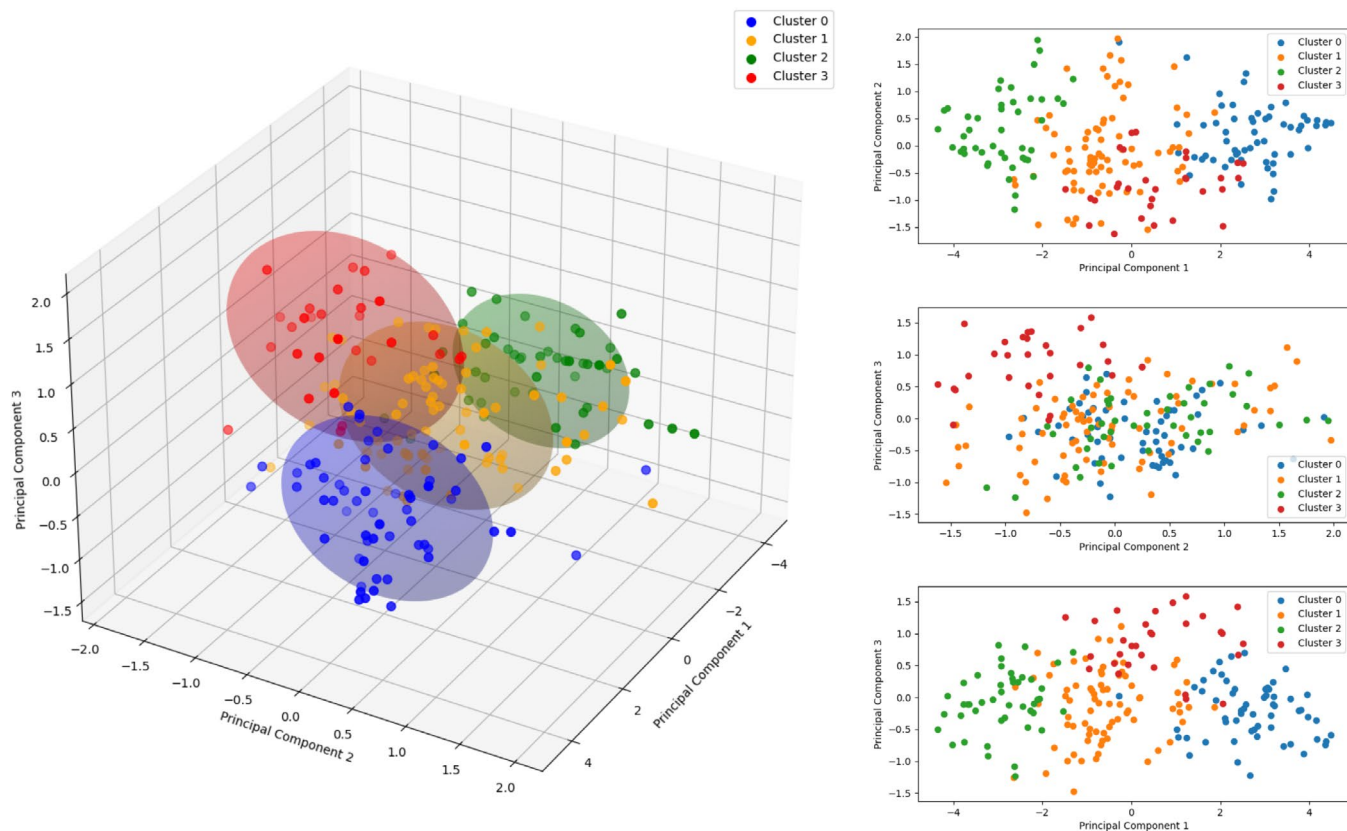 Cluster 0
Cluster 1
Cluster 2
Cluster 3
2.0
1.5
1.0
0.5
0.0
−0.5
−1.0
−1.5
Principal Component 3
−2.0
−1.5
−1.0
−0.5
0.0
0.5
1.0
1.5
2.0
Principal Component 2
4
2
0
−2
−4
Principal Component 1
Cluster 0
Cluster 1
Cluster 2
Cluster 3
2.0
1.5
1.0
0.5
0.0
−0.5
−1.0
−1.5
Principal Component 2
−4 −2 0 2 4
Principal Component 1
1.5
1.0
0.5
0.0
−0.5
−1.0
−1.5
Principal Component 3
Cluster 0
Cluster 1
Cluster 2
Cluster 3
−1.5 −1.0 −0.5 0.0 0.5 1.0 1.5 2.0
Principal Component 2
Cluster 0
Cluster 1
Cluster 2
Cluster 3
1.5
1.0
0.5
0.0
−0.5
−1.0
−1.5
Principal Component 3
−4 −2 0 2 4
Principal Component 1